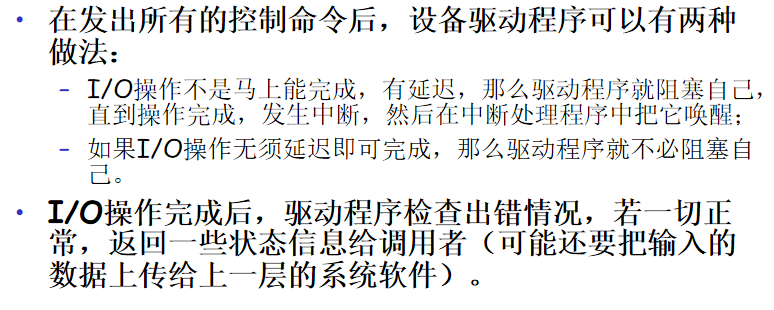 • 在发出所有的控制命令后，设备驱动程序可以有两种
做法：
– I/O操作不是马上能完成，有延迟，那么驱动程序就阻塞自己，
直到操作完成，发生中断，然后在中断处理程序中把它唤醒；
– 如果I/O操作无须延迟即可完成，那么驱动程序就不必阻塞自
己。
• I/O操作完成后，驱动程序检查出错情况，若一切正
常，返回一些状态信息给调用者（可能还要把输入的
数据上传给上一层的系统软件）。